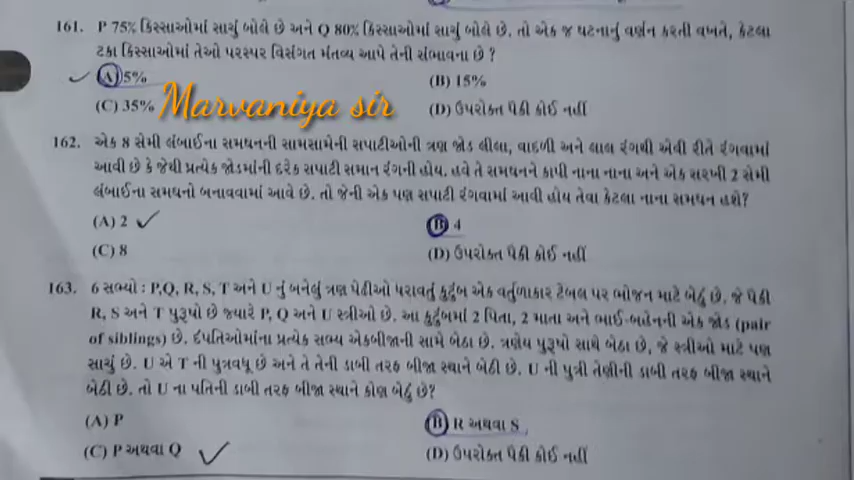 161. P 75% કિસ્સાઓમાં સાચું બોલે છે અને Q 80% કિસ્સાઓમાં સાચું બોલે છે. તો એક જ ઘટનાનું વર્ણન કરતી વખતે, કેટલા
ટકા કિસ્સાઓમાં તેઓ પરસ્પર વિસંગત મંતવ્ય આપે તેની સંભાવના છે ?
(A) 5% (B) 15%
(C) 35% Marvaniya sir (D) ઉપરોક્ત પૈકી કોઈ નહીં
162. એક 8 સેમી લંબાઈના સમઘનની સામસામેની સપાટીઓની ત્રણ જોડ લીલા, વાદળી અને લાલ રંગથી એવી રીતે રંગવામાં
આવી છે કે જેથી પ્રત્યેક જોડમાંની દરેક સપાટી સમાન રંગની હોય. હવે તે સમઘનને કાપી નાના નાના અને એક સરખી 2 સેમી
લંબાઈના સમઘનો બનાવવામાં આવે છે. તો જેની એક પણ સપાટી રંગવામાં આવી હોય તેવા કેટલા નાના સમઘન હશે?
(A) 2 (B) 4
(C) 8 (D) ઉપરોક્ત પૈકી કોઈ નહીં
163. 6 સભ્યો : P,Q, R, S, T અને U નું બનેલું ત્રણ પેઢીઓ ધરાવતું કુટુંબ એક વર્તુળાકાર ટેબલ પર ભોજન માટે બેઠું છે. જે પૈકી
R, S અને T પુરૂષો છે જ્યારે P, Q અને U સ્ત્રીઓ છે. આ કુટુંબમાં 2 પિતા, 2 માતા અને ભાઈ-બહેનની એક જોડ (pair
of siblings) છે. દંપતિઓમાંના પ્રત્યેક સભ્ય એકબીજાની સામે બેઠા છે. ત્રણેય પુરૂષો સાથે બેઠા છે, જે સ્ત્રીઓ માટે પણ
સાચું છે. U એ T ની પુત્રવધૂ છે અને તે તેની ડાબી તરફ બીજા સ્થાને બેઠી છે. U ની પુત્રી તેણીની ડાબી તરફ બીજા સ્થાને
બેઠી છે. તો U ના પતિની ડાબી તરફ બીજા સ્થાને કોણ બેઠું છે?
(A) P (B) R અથવા S
(C) P અથવા Q (D) ઉપરોક્ત પૈકી કોઈ નહીં